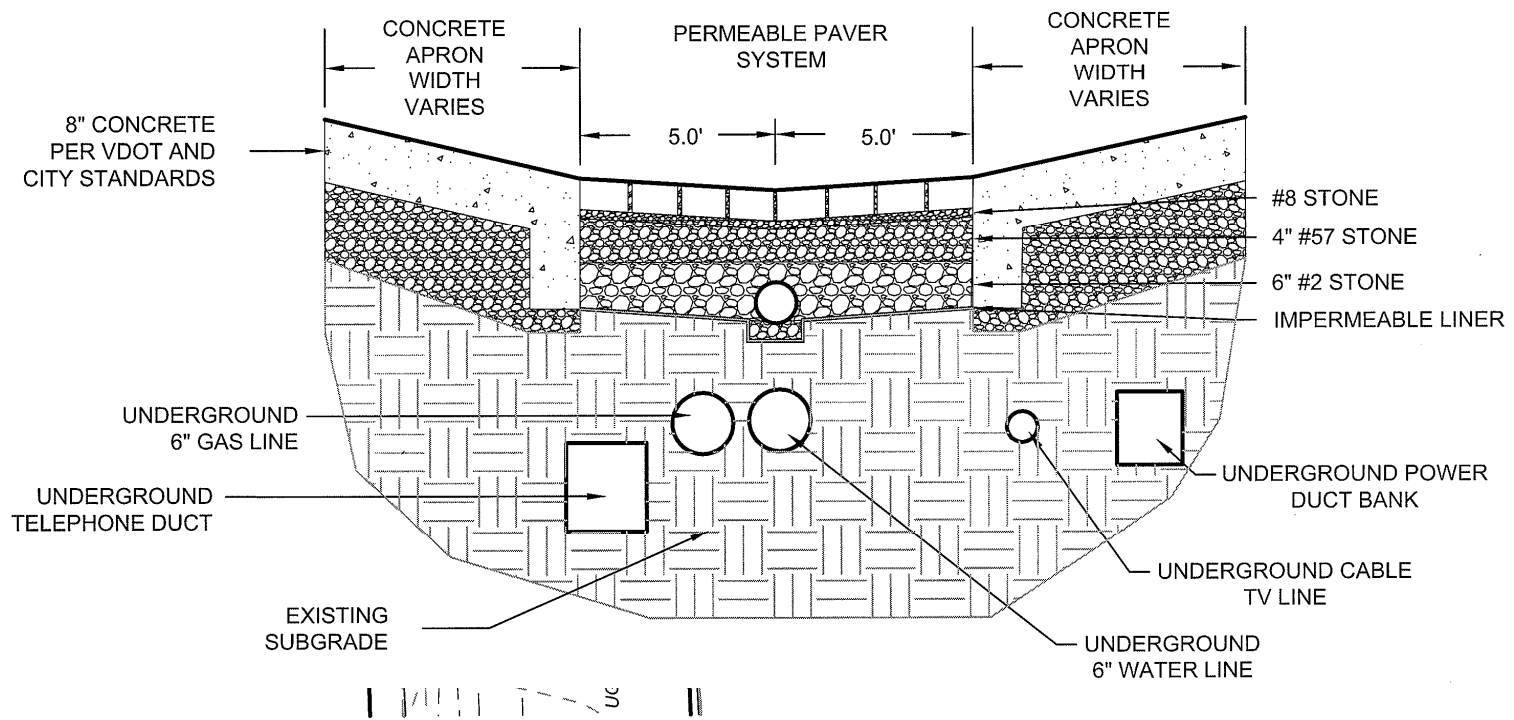 CONCRETE
APRON
WIDTH
VARIES
PERMEABLE PAVER
SYSTEM
CONCRETE
APRON
WIDTH
VARIES
8" CONCRETE
PER VDOT AND
CITY STANDARDS
5.0'
5.0'
#8 STONE
4" #57 STONE
6" #2 STONE
IMPERMEABLE LINER
UNDERGROUND
6" GAS LINE
UNDERGROUND
TELEPHONE DUCT
UNDERGROUND POWER
DUCT BANK
UNDERGROUND CABLE
TV LINE
EXISTING
SUBGRADE
UNDERGROUND
6" WATER LINE